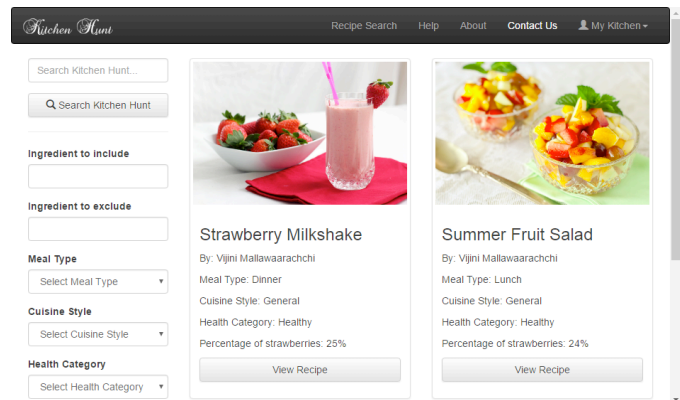 Kitchen Hunt
Recipe Search Help About Contact Us My Kitchen
Search Kitchen Hunt...
Search Kitchen Hunt
Ingredient to include
Ingredient to exclude
Meal Type
Select Meal Type
Cuisine Style
Select Cuisine Style
Health Category
Select Health Category
Strawberry Milkshake
By: Vijini Mallawaarachchi
Meal Type: Dinner
Cuisine Style: General
Health Category: Healthy
Percentage of strawberries: 25%
View Recipe
Summer Fruit Salad
By: Vijini Mallawaarachchi
Meal Type: Lunch
Cuisine Style: General
Health Category: Healthy
Percentage of strawberries: 24%
View Recipe